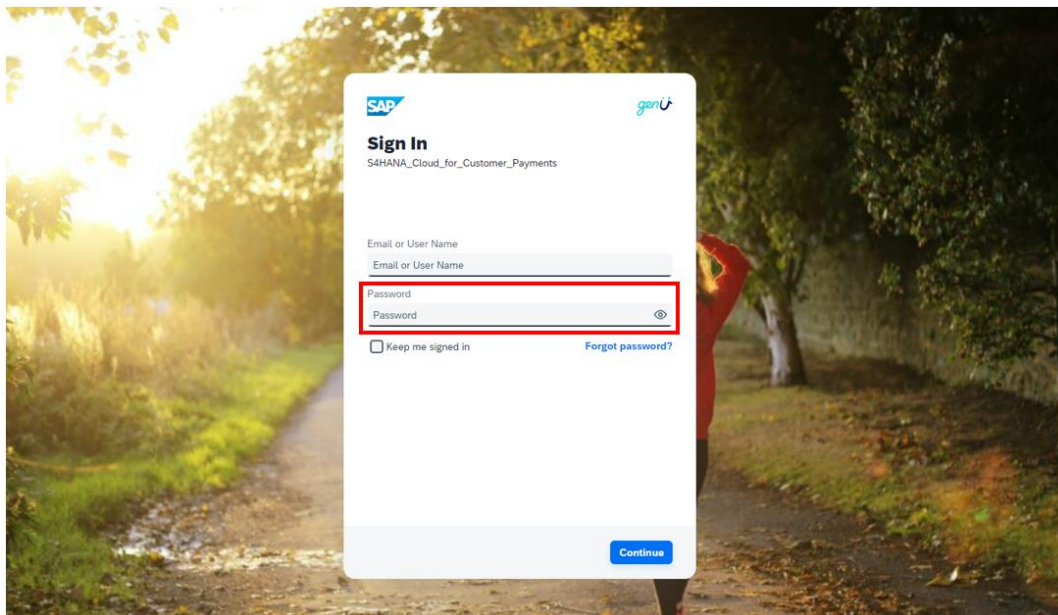 SAP genÜ
Sign In
S4HANA_Cloud_for_Customer_Payments
Email or User Name
Email or User Name
Password
Password
Keep me signed in Forgot password?
Continue